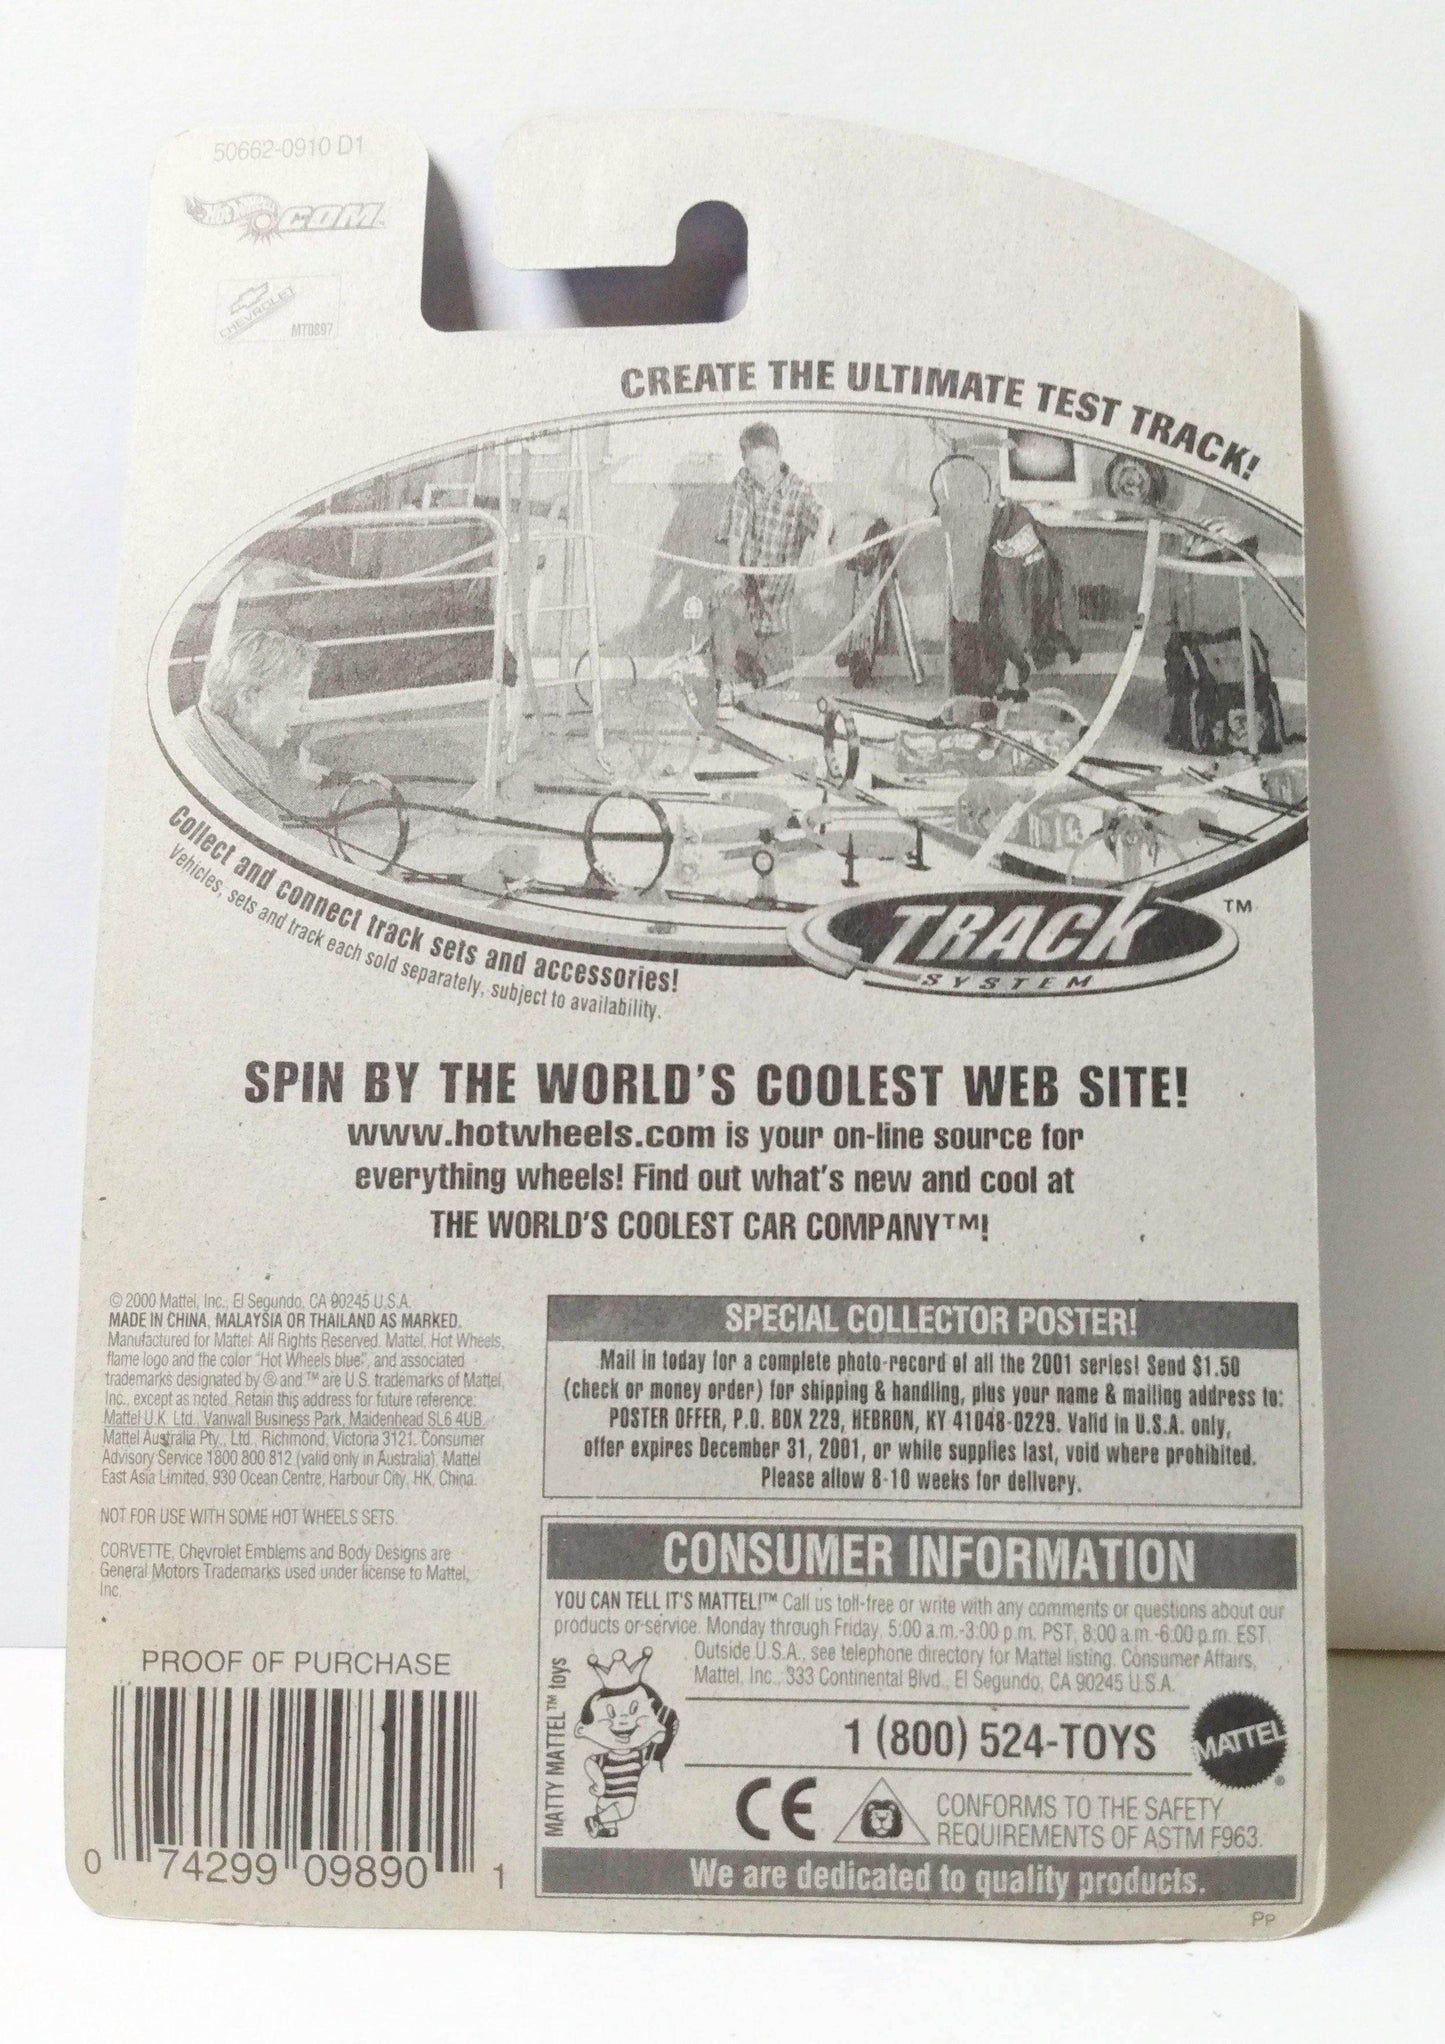 50662-0910 D1
HOT WHEELS .COM
CHEVROLET
MT0897
CREATE THE ULTIMATE TEST TRACK!
Collect and connect track sets and accessories!
Vehicles, sets and track each sold separately, subject to availability.
TRACK ™
SYSTEM
SPIN BY THE WORLD'S COOLEST WEB SITE!
www.hotwheels.com is your on-line source for
everything wheels! Find out what's new and cool at
THE WORLD'S COOLEST CAR COMPANY™!
© 2000 Mattel, Inc., El Segundo, CA 90245 U.S.A.
MADE IN CHINA, MALAYSIA OR THAILAND AS MARKED.
Manufactured for Mattel. All Rights Reserved. Mattel, Hot Wheels,
flame logo and the color "Hot Wheels blue", and associated
trademarks designated by ® and ™ are U.S. trademarks of Mattel,
Inc., except as noted. Retain this address for future reference:
Mattel U.K. Ltd., Vanwall Business Park, Maidenhead SL6 4UB.
Mattel Australia Pty., Ltd., Richmond, Victoria 3121. Consumer
Advisory Service 1800 800 812 (valid only in Australia). Mattel
East Asia Limited, 930 Ocean Centre, Harbour City, HK, China.
NOT FOR USE WITH SOME HOT WHEELS SETS.
CORVETTE, Chevrolet Emblems and Body Designs are
General Motors Trademarks used under license to Mattel,
Inc.
PROOF OF PURCHASE
0 74299 09890 1
SPECIAL COLLECTOR POSTER!
Mail in today for a complete photo-record of all the 2001 series! Send $1.50
(check or money order) for shipping & handling, plus your name & mailing address to:
POSTER OFFER, P.O. BOX 229, HEBRON, KY 41048-0229. Valid in U.S.A. only,
offer expires December 31, 2001, or while supplies last, void where prohibited.
Please allow 8-10 weeks for delivery.
CONSUMER INFORMATION
YOU CAN TELL IT'S MATTEL!™ Call us toll-free or write with any comments or questions about our
products or service. Monday through Friday, 5:00 a.m.-3:00 p.m. PST, 8:00 a.m.-6:00 p.m. EST.
Outside U.S.A., see telephone directory for Mattel listing. Consumer Affairs,
Mattel, Inc., 333 Continental Blvd., El Segundo, CA 90245 U.S.A.
MATTY MATTEL™ toys
1 (800) 524-TOYS
MATTEL ®
CE
CONFORMS TO THE SAFETY
REQUIREMENTS OF ASTM F963.
We are dedicated to quality products.
PP